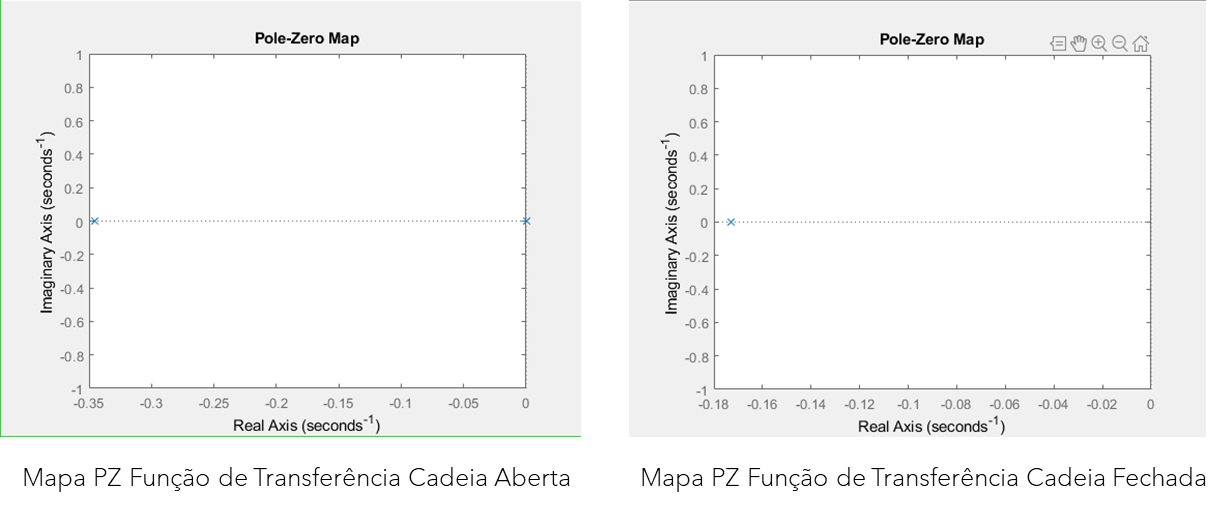 Pole-Zero Map
Imaginary Axis (seconds⁻¹)
1
0.8
0.6
0.4
0.2
0
-0.2
-0.4
-0.6
-0.8
-1
-0.35 -0.3 -0.25 -0.2 -0.15 -0.1 -0.05 0
Real Axis (seconds⁻¹)
Mapa PZ Função de Transferência Cadeia Aberta
Pole-Zero Map
Imaginary Axis (seconds⁻¹)
1
0.8
0.6
0.4
0.2
0
-0.2
-0.4
-0.6
-0.8
-1
-0.18 -0.16 -0.14 -0.12 -0.1 -0.08 -0.06 -0.04 -0.02 0
Real Axis (seconds⁻¹)
Mapa PZ Função de Transferência Cadeia Fechada